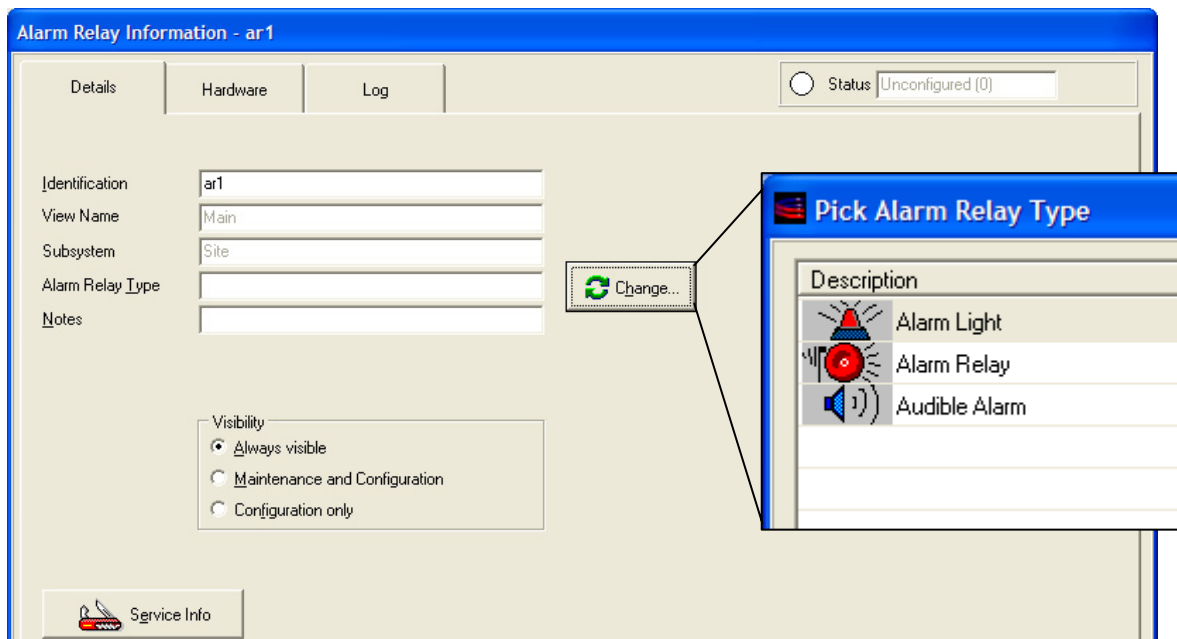 Alarm Relay Information - ar1
Details
Hardware
Log
Status Unconfigured (0)
Identification ar1
View Name Main
Subsystem Site
Alarm Relay Type
Change...
Notes
Visibility
Always visible
Maintenance and Configuration
Configuration only
Service Info
Pick Alarm Relay Type
Description
Alarm Light
Alarm Relay
Audible Alarm